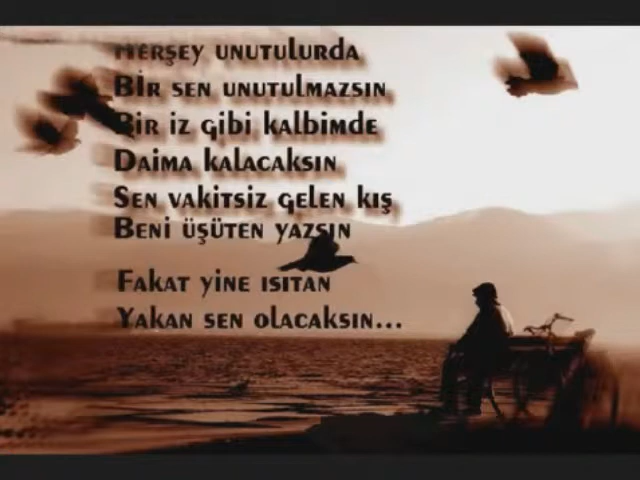 Herşey unutulurda
Bir sen unutulmazsın
Bir iz gibi kalbimde
Daima kalacaksın
Sen vakitsiz gelen kış
Beni üşüten yazsın
Fakat yine ısıtan
Yakan sen olacaksın...